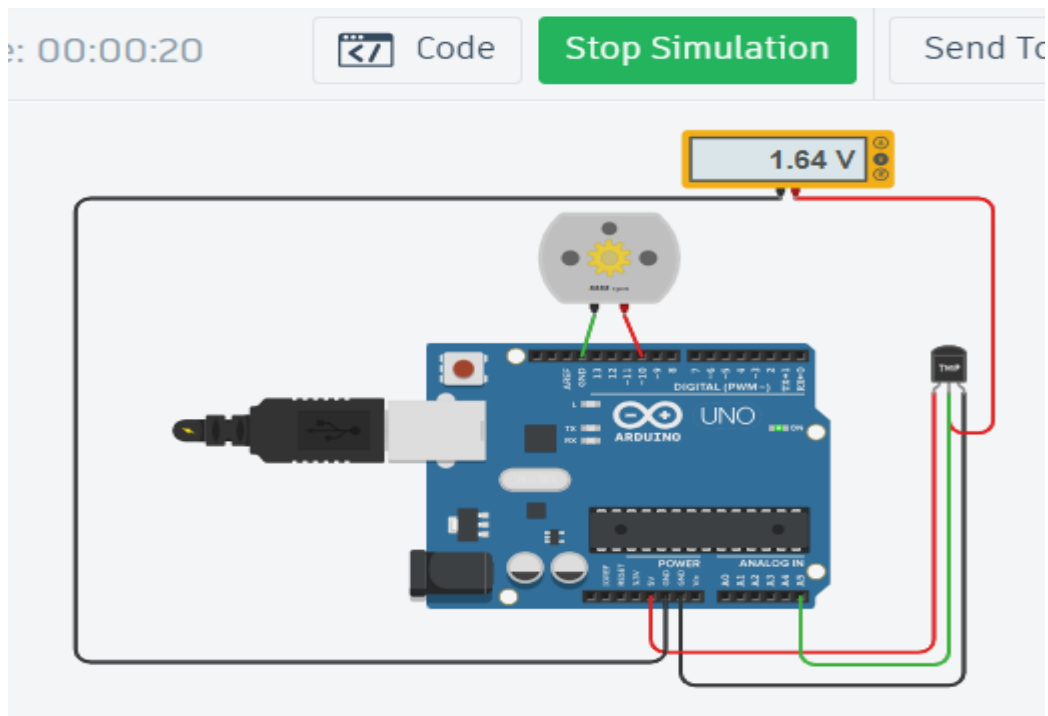 e: 00:00:20
Code
Stop Simulation
Send To
1.64 V
AREF
GND
13
12
~11
~10
~9
8
7
~6
~5
~4
~3
2
TX→1
RX←0
DIGITAL (PWM~)
L
TX
RX
ARDUINO
UNO
ON
TMP
POWER
ANALOG IN
RESET
3.3V
5V
GND
GND
Vin
A0
A1
A2
A3
A4
A5